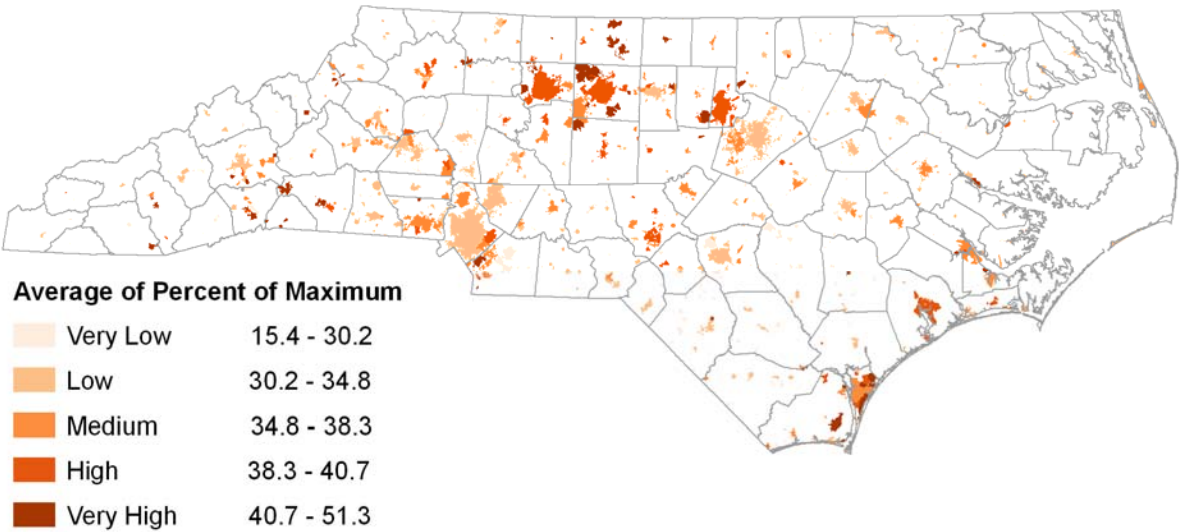 Average of Percent of Maximum
Very Low 15.4 - 30.2
Low 30.2 - 34.8
Medium 34.8 - 38.3
High 38.3 - 40.7
Very High 40.7 - 51.3